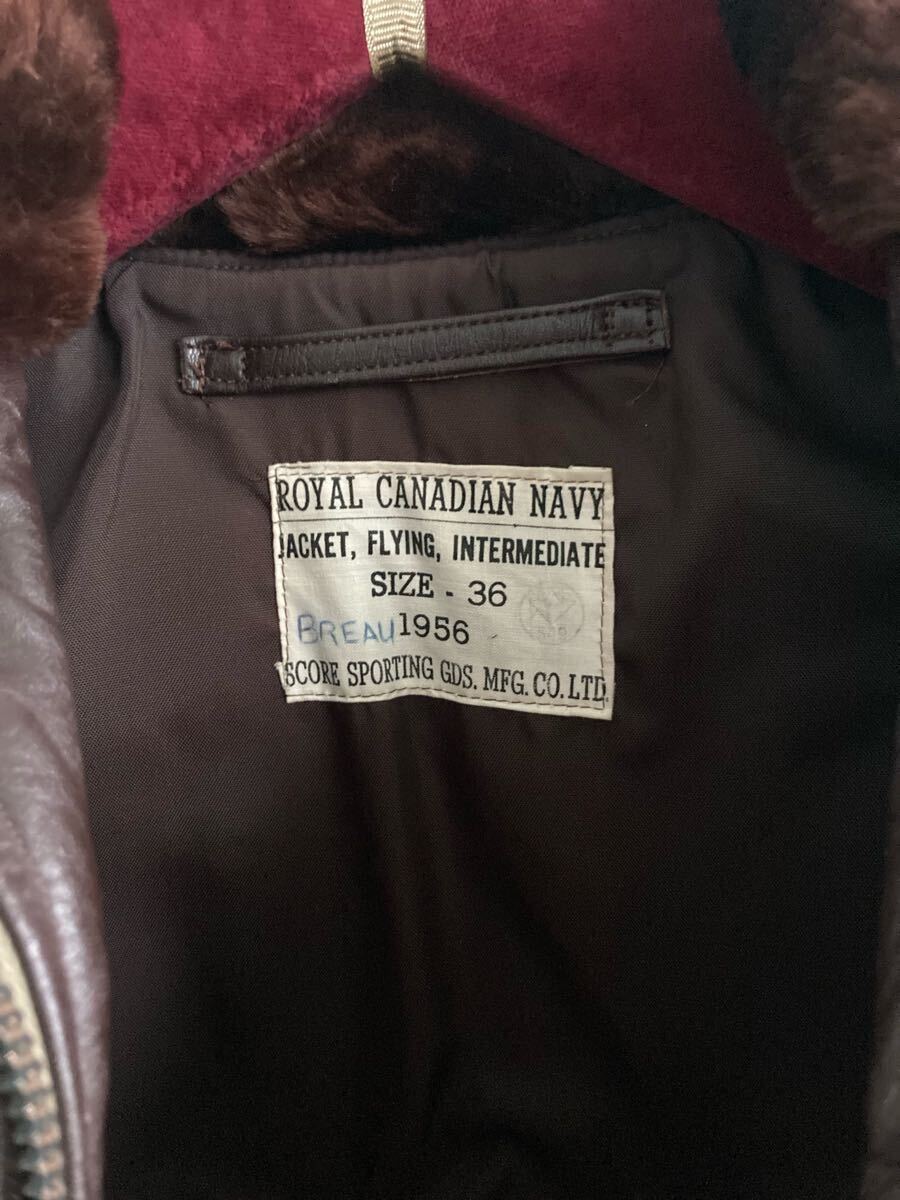 ROYAL CANADIAN NAVY
JACKET, FLYING, INTERMEDIATE
SIZE - 36
BREAU 1956
SCORE SPORTING GDS. MFG. CO. LTD.